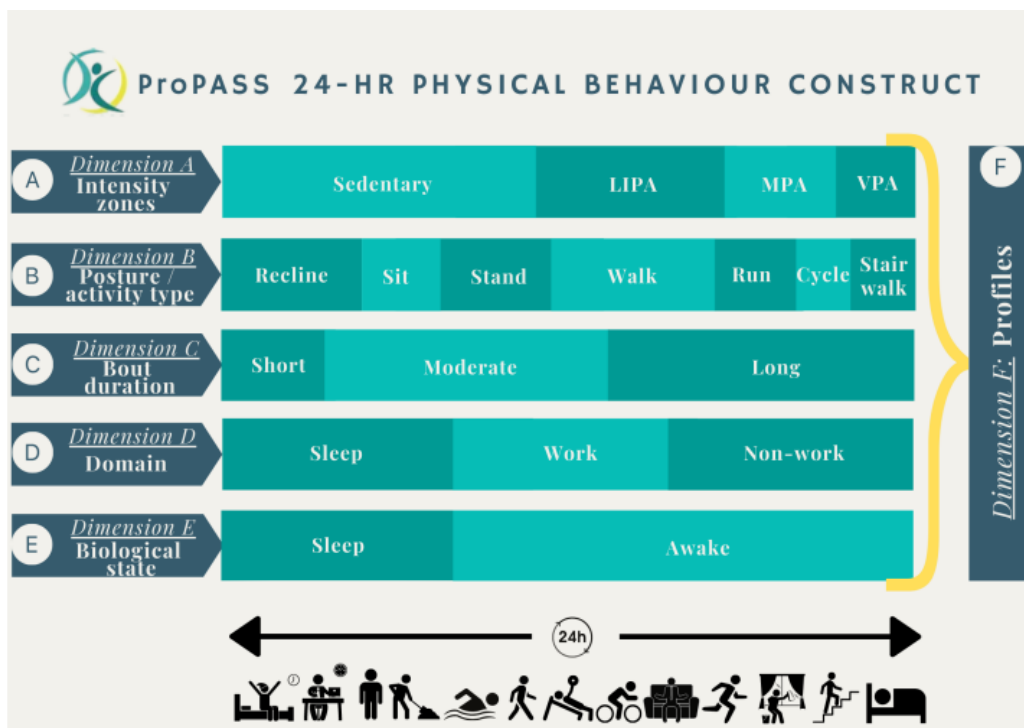 ProPASS 24-HR PHYSICAL BEHAVIOUR CONSTRUCT
A
Dimension A
Intensity
zones
Sedentary
LIPA
MPA
VPA
B
Dimension B
Posture /
activity type
Recline
Sit
Stand
Walk
Run
Cycle
Stair
walk
C
Dimension C
Bout
duration
Short
Moderate
Long
D
Dimension D
Domain
Sleep
Work
Non-work
E
Dimension E
Biological
state
Sleep
Awake
F
Dimension F: Profiles
24h